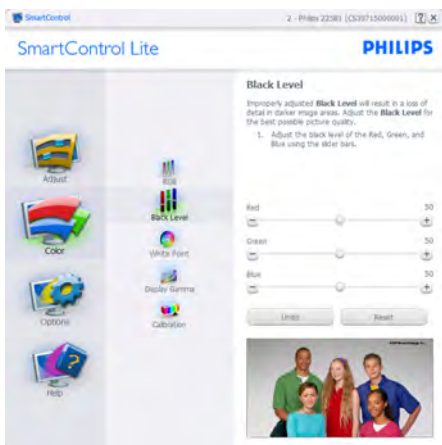 SmartControl
SmartControl Lite
PHILIPS
Black Level
Improperly adjusted Black Level will result in a loss of
detail in darker image areas. Adjust the Black Level for
the best possible picture quality.
1. Adjust the black level of the Red, Green, and
Blue using the slider bars.
Adjust
Color
Options
Help
RGB
Black Level
White Point
Display Gamma
Calibration
Red 50
Green 50
Blue 50
Undo Reset